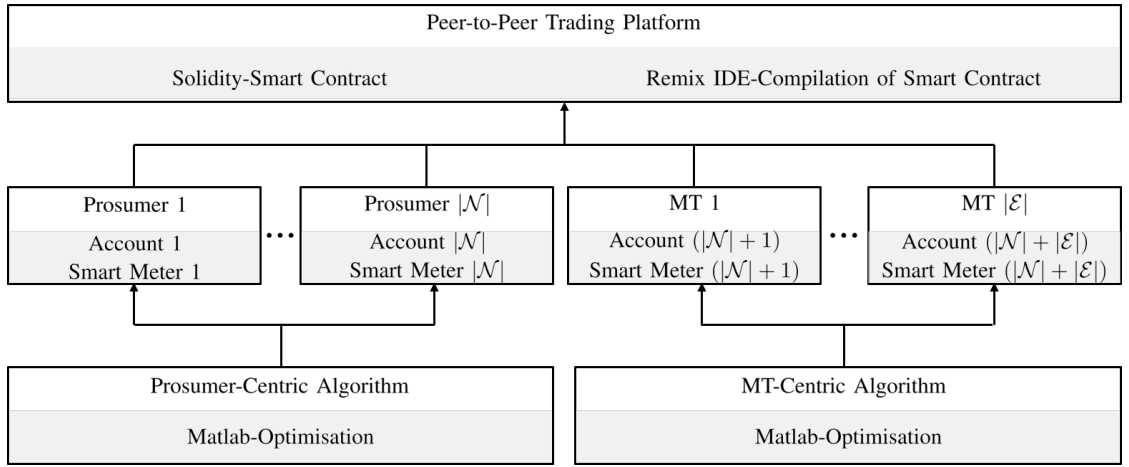 Peer-to-Peer Trading Platform
Solidity-Smart Contract
Remix IDE-Compilation of Smart Contract
Prosumer 1
Account 1
Smart Meter 1
...
Prosumer |𝒩|
Account |𝒩|
Smart Meter |𝒩|
MT 1
Account (|𝒩| + 1)
Smart Meter (|𝒩| + 1)
...
MT |ℰ|
Account (|𝒩| + |ℰ|)
Smart Meter (|𝒩| + |ℰ|)
Prosumer-Centric Algorithm
Matlab-Optimisation
MT-Centric Algorithm
Matlab-Optimisation